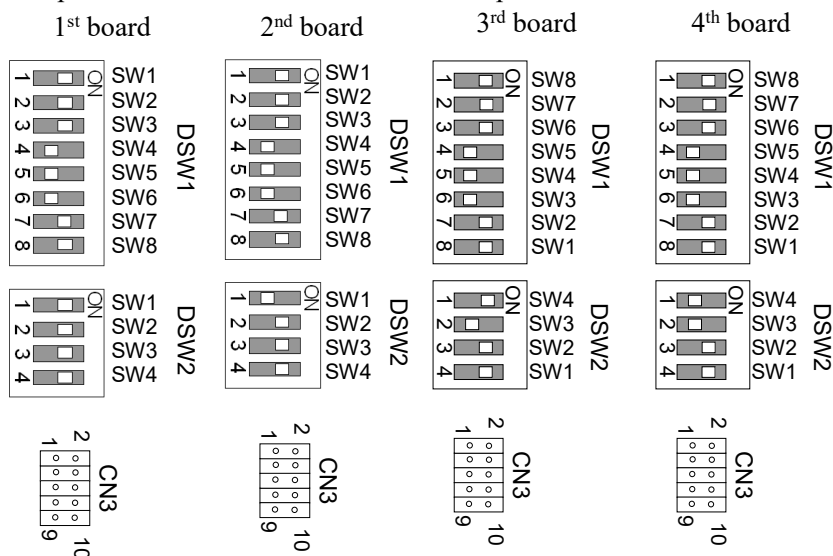 1st board 2nd board 3rd board 4th board
1 ON SW1
2 SW2
3 SW3
4 SW4
5 SW5
6 SW6
7 SW7
8 SW8
DSW1
1 ON SW1
2 SW2
3 SW3
4 SW4
5 SW5
6 SW6
7 SW7
8 SW8
DSW1
1 ON SW8
2 SW7
3 SW6
4 SW5
5 SW4
6 SW3
7 SW2
8 SW1
DSW1
1 ON SW8
2 SW7
3 SW6
4 SW5
5 SW4
6 SW3
7 SW2
8 SW1
DSW1
1 ON SW1
2 SW2
3 SW3
4 SW4
DSW2
1 SW1
2 SW2
3 SW3
4 SW4
DSW2
1 ON SW4
2 SW3
3 SW2
4 SW1
DSW2
1 ON SW4
2 SW3
3 SW2
4 SW1
DSW2
1 2
CN3
9 10
1 2
CN3
9 10
1 2
CN3
9 10
1 2
CN3
9 10